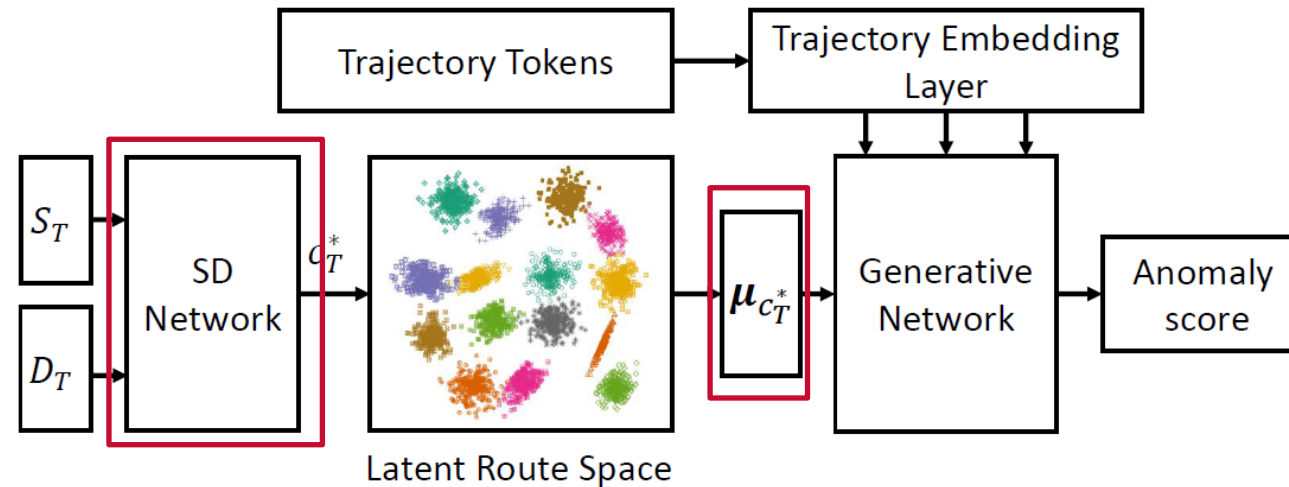 Trajectory Tokens
Trajectory Embedding
Layer
S_T
D_T
SD
Network
c_T^*
μ_{c_T^*}
Generative
Network
Anomaly
score
Latent Route Space